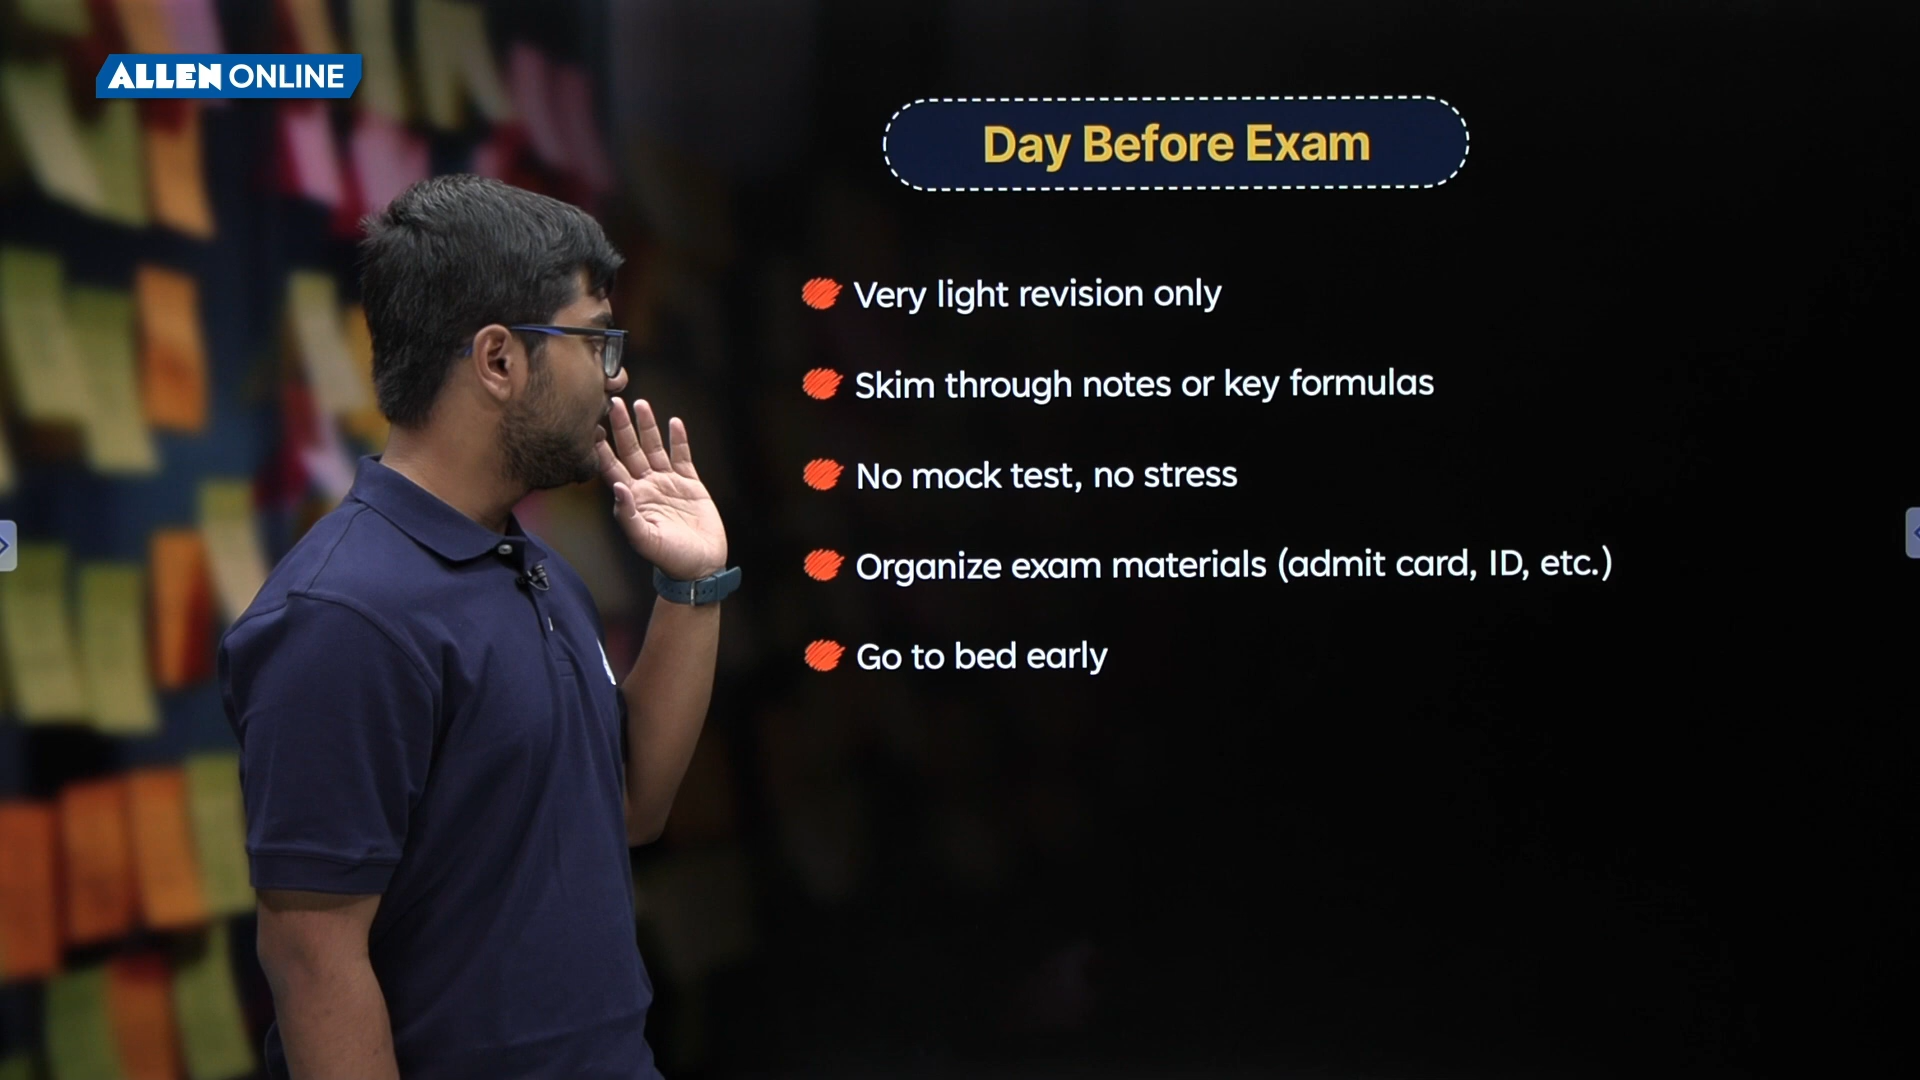 ALLEN ONLINE
Day Before Exam
Very light revision only
Skim through notes or key formulas
No mock test, no stress
Organize exam materials (admit card, ID, etc.)
Go to bed early